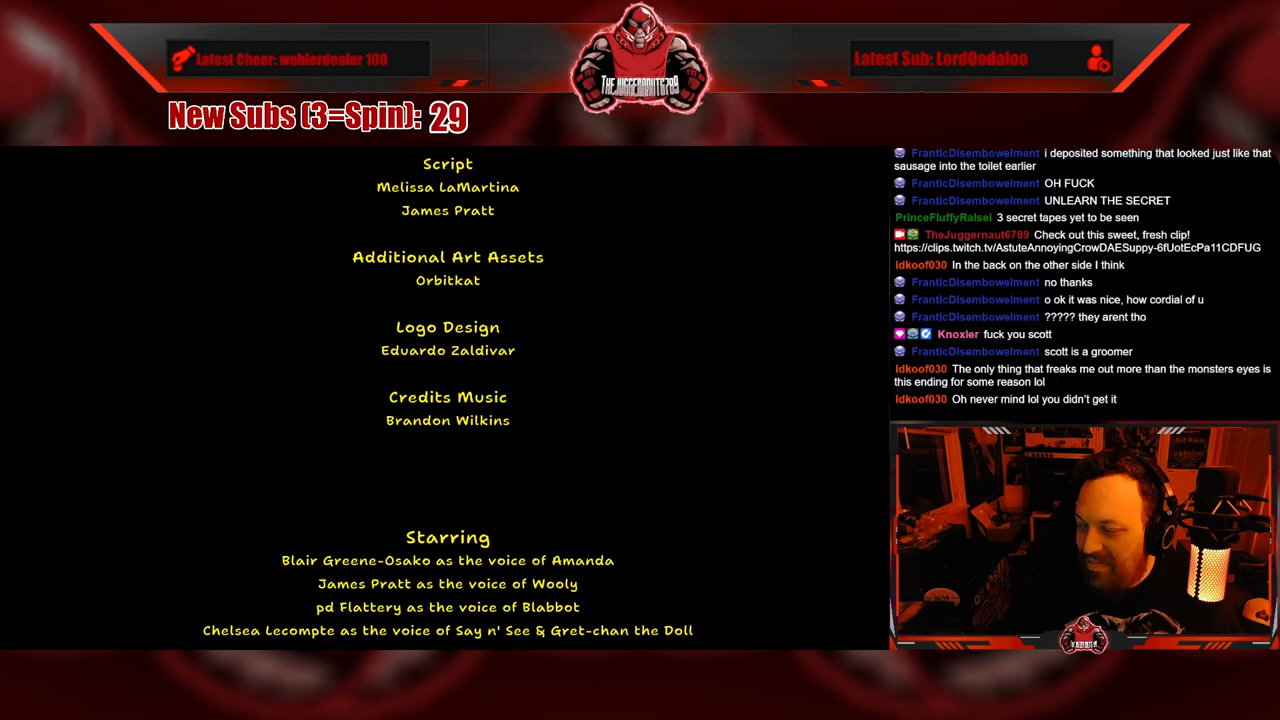 Latest Cheer: wehlerdealer 100
THEJUGGERNAUT6789
Latest Sub: LordOodaloo
New Subs (3=Spin): 29
Script
Melissa LaMartina
James Pratt
Additional Art Assets
Orbitkat
Logo Design
Eduardo Zaldivar
Credits Music
Brandon Wilkins
Starring
Blair Greene-Osako as the voice of Amanda
James Pratt as the voice of Wooly
pd Flattery as the voice of Blabbot
Chelsea Lecompte as the voice of Say n' See & Gret-chan the Doll
FranticDisembowelment i deposited something that looked just like that
sausage into the toilet earlier
FranticDisembowelment OH FUCK
FranticDisembowelment UNLEARN THE SECRET
PrinceFluffyRalsei 3 secret tapes yet to be seen
TheJuggernaut6789 Check out this sweet, fresh clip!
https://clips.twitch.tv/AstuteAnnoyingCrowDAESuppy-6fUotEcPa11CDFUG
idkoof030 In the back on the other side I think
FranticDisembowelment no thanks
FranticDisembowelment o ok it was nice, how cordial of u
FranticDisembowelment ????? they arent tho
Knoxler fuck you scott
FranticDisembowelment scott is a groomer
idkoof030 The only thing that freaks me out more than the monsters eyes is
this ending for some reason lol
idkoof030 Oh never mind lol you didn't get it